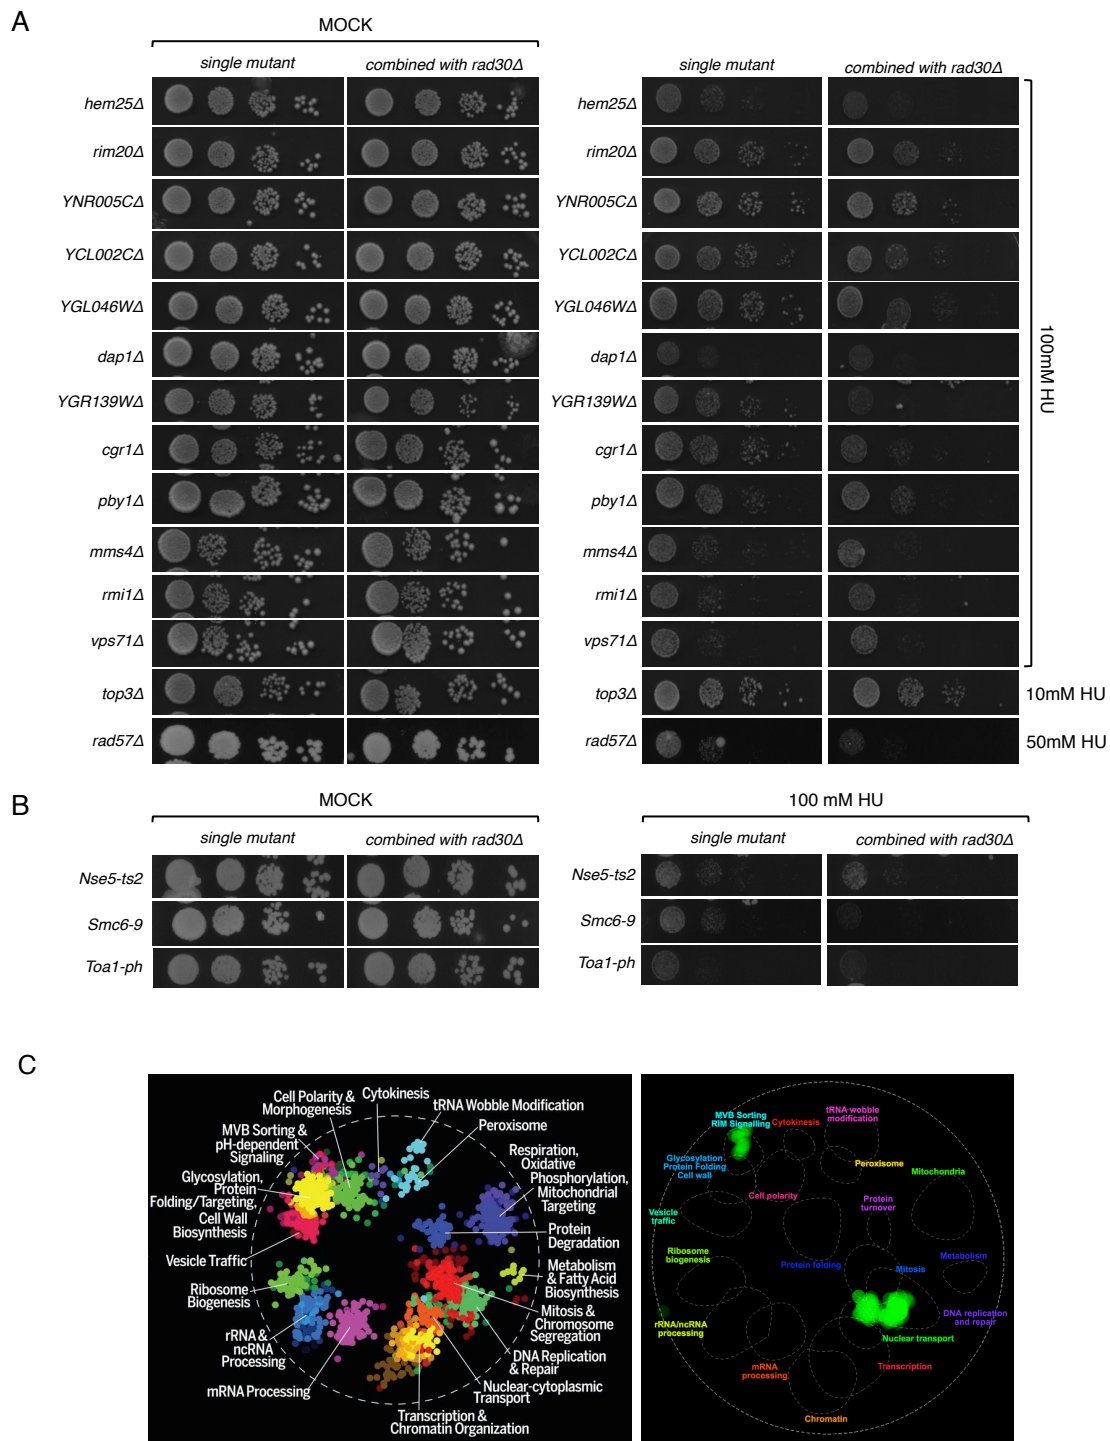 A
MOCK
single mutant
combined with rad30Δ
single mutant
combined with rad30Δ
hem25Δ
hem25Δ
rim20Δ
rim20Δ
YNR005CΔ
YNR005CΔ
YCL002CΔ
YCL002CΔ
YGL046WΔ
YGL046WΔ
dap1Δ
dap1Δ
YGR139WΔ
YGR139WΔ
cgr1Δ
cgr1Δ
pby1Δ
pby1Δ
mms4Δ
mms4Δ
rmi1Δ
rmi1Δ
vps71Δ
vps71Δ
100mM HU
top3Δ
top3Δ
10mM HU
rad57Δ
rad57Δ
50mM HU
B
MOCK
100 mM HU
single mutant
combined with rad30Δ
single mutant
combined with rad30Δ
Nse5-ts2
Nse5-ts2
Smc6-9
Smc6-9
Toa1-ph
Toa1-ph
C
Cell Polarity &
Morphogenesis
Cytokinesis
tRNA Wobble Modification
Peroxisome
MVB Sorting &
pH-dependent
Signaling
Respiration,
Oxidative
Phosphorylation,
Mitochondrial
Targeting
Glycosylation,
Protein
Folding/Targeting,
Cell Wall
Biosynthesis
Protein
Degradation
Vesicle Traffic
Metabolism
& Fatty Acid
Biosynthesis
Ribosome
Biogenesis
Mitosis &
Chromosome
Segregation
rRNA &
ncRNA
Processing
DNA Replication
& Repair
mRNA Processing
Nuclear-cytoplasmic
Transport
Transcription &
Chromatin Organization
MVB Sorting
RIM Signalling
Cytokinesis
tRNA wobble
modification
Glycosylation
Protein Folding
Cell wall
Peroxisome
Mitochondria
Cell polarity
Protein
turnover
Vesicle
traffic
Ribosome
biogenesis
Protein folding
Mitosis
Metabolism
rRNA/ncRNA
processing
DNA replication
and repair
Nuclear transport
mRNA
processing
Transcription
Chromatin